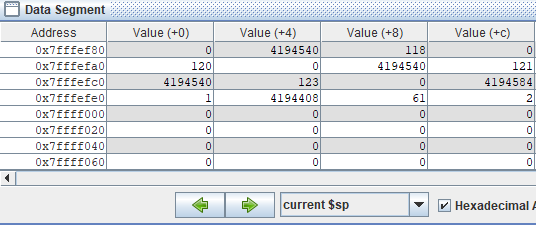 Data Segment
Address Value (+0) Value (+4) Value (+8) Value (+c)
0x7fffef80 0 4194540 118 0
0x7fffefa0 120 0 4194540 121
0x7fffefc0 4194540 123 0 4194584
0x7fffefe0 1 4194408 61 2
0x7ffff000 0 0 0 0
0x7ffff020 0 0 0 0
0x7ffff040 0 0 0 0
0x7ffff060 0 0 0 0
current $sp Hexadecimal A